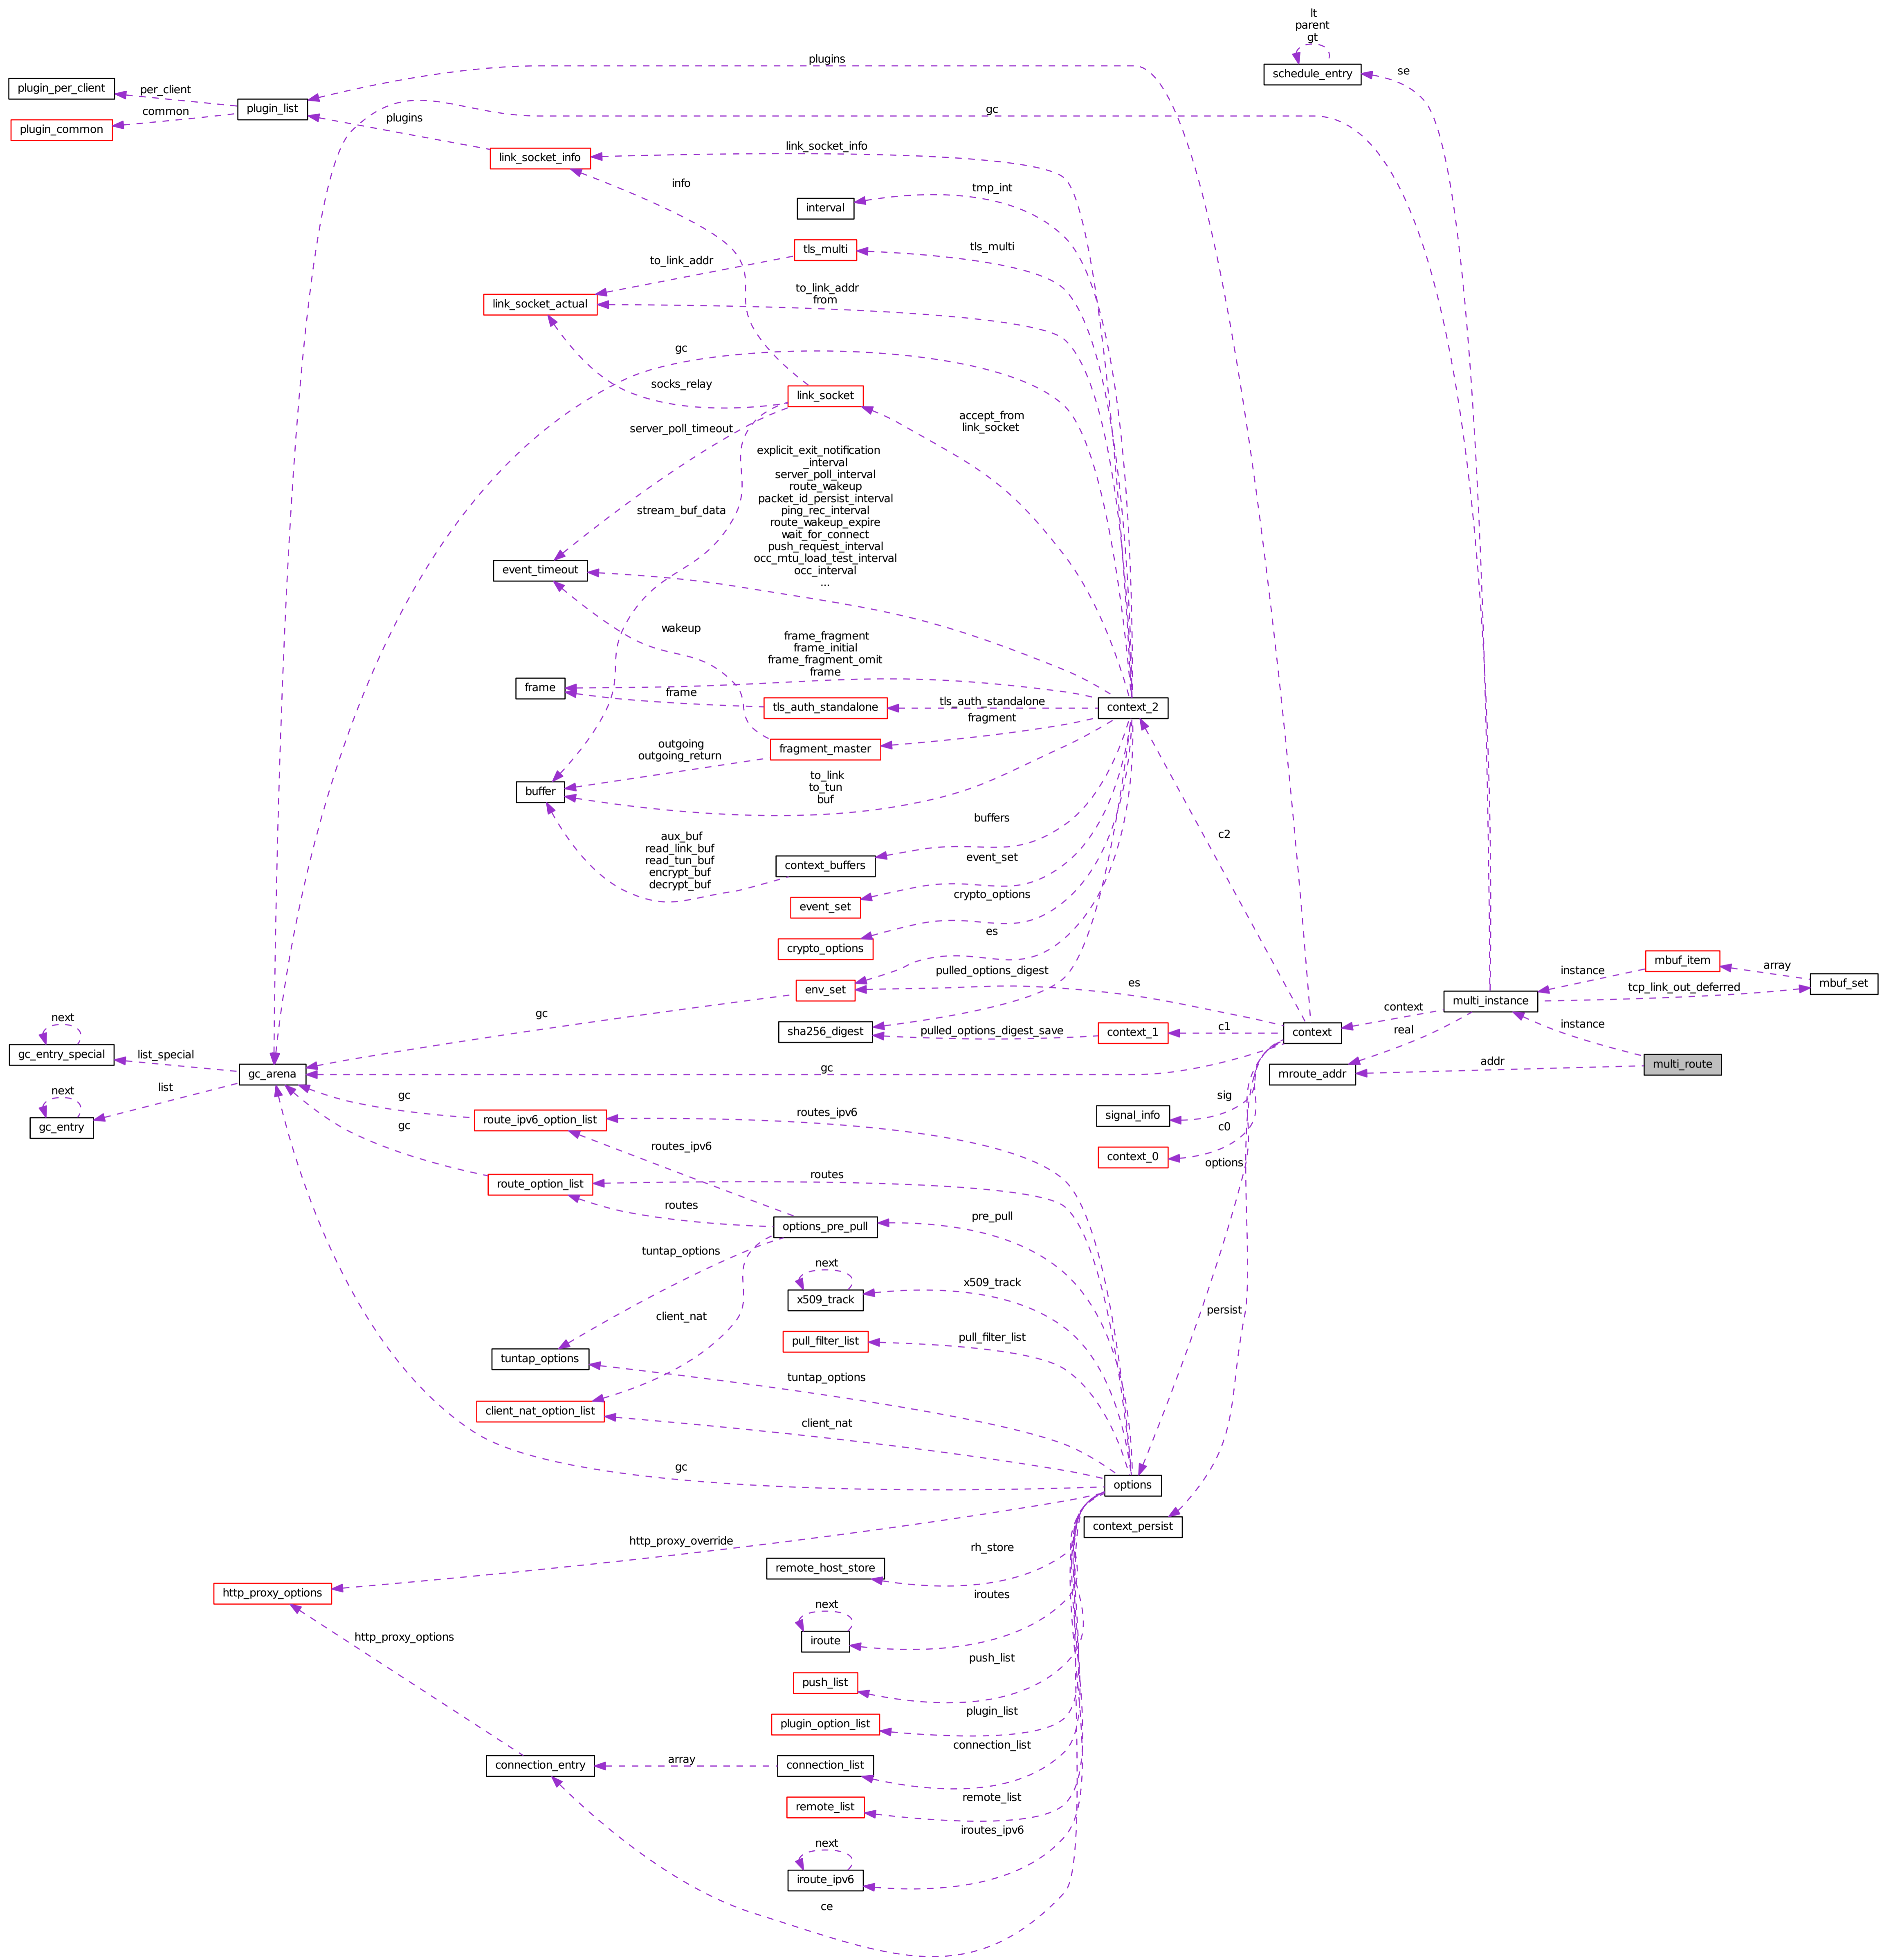 lt
parent
gt
plugins
schedule_entry
se
plugin_per_client
per_client
plugin_list
common
gc
plugins
plugin_common
link_socket_info
link_socket_info
info
tmp_int
interval
tls_multi
tls_multi
to_link_addr
to_link_addr
from
link_socket_actual
gc
socks_relay
link_socket
accept_from
link_socket
server_poll_timeout
explicit_exit_notification
_interval
server_poll_interval
route_wakeup
packet_id_persist_interval
ping_rec_interval
route_wakeup_expire
wait_for_connect
push_request_interval
occ_mtu_load_test_interval
occ_interval
...
stream_buf_data
event_timeout
wakeup
frame_fragment
frame_initial
frame_fragment_omit
frame
frame
frame
tls_auth_standalone
tls_auth_standalone
context_2
fragment
outgoing
outgoing_return
fragment_master
to_link
to_tun
buf
buffer
buffers
c2
aux_buf
read_link_buf
read_tun_buf
encrypt_buf
decrypt_buf
context_buffers
event_set
event_set
crypto_options
crypto_options
es
pulled_options_digest
env_set
es
gc
mbuf_item
instance
array
mbuf_set
tcp_link_out_deferred
multi_instance
context
instance
next
gc_entry_special
list_special
sha256_digest
pulled_options_digest_save
context_1
c1
context
real
gc_arena
gc
mroute_addr
addr
multi_route
next
list
gc_entry
gc
gc
route_ipv6_option_list
routes_ipv6
signal_info
sig
c0
routes_ipv6
context_0
options
routes
route_option_list
routes
options_pre_pull
pre_pull
tuntap_options
next
x509_track
x509_track
client_nat
persist
pull_filter_list
pull_filter_list
tuntap_options
tuntap_options
client_nat_option_list
client_nat
gc
options
context_persist
http_proxy_override
rh_store
remote_host_store
http_proxy_options
iroutes
next
iroute
http_proxy_options
push_list
push_list
plugin_list
plugin_option_list
connection_list
connection_entry
array
connection_list
remote_list
remote_list
iroutes_ipv6
next
iroute_ipv6
ce